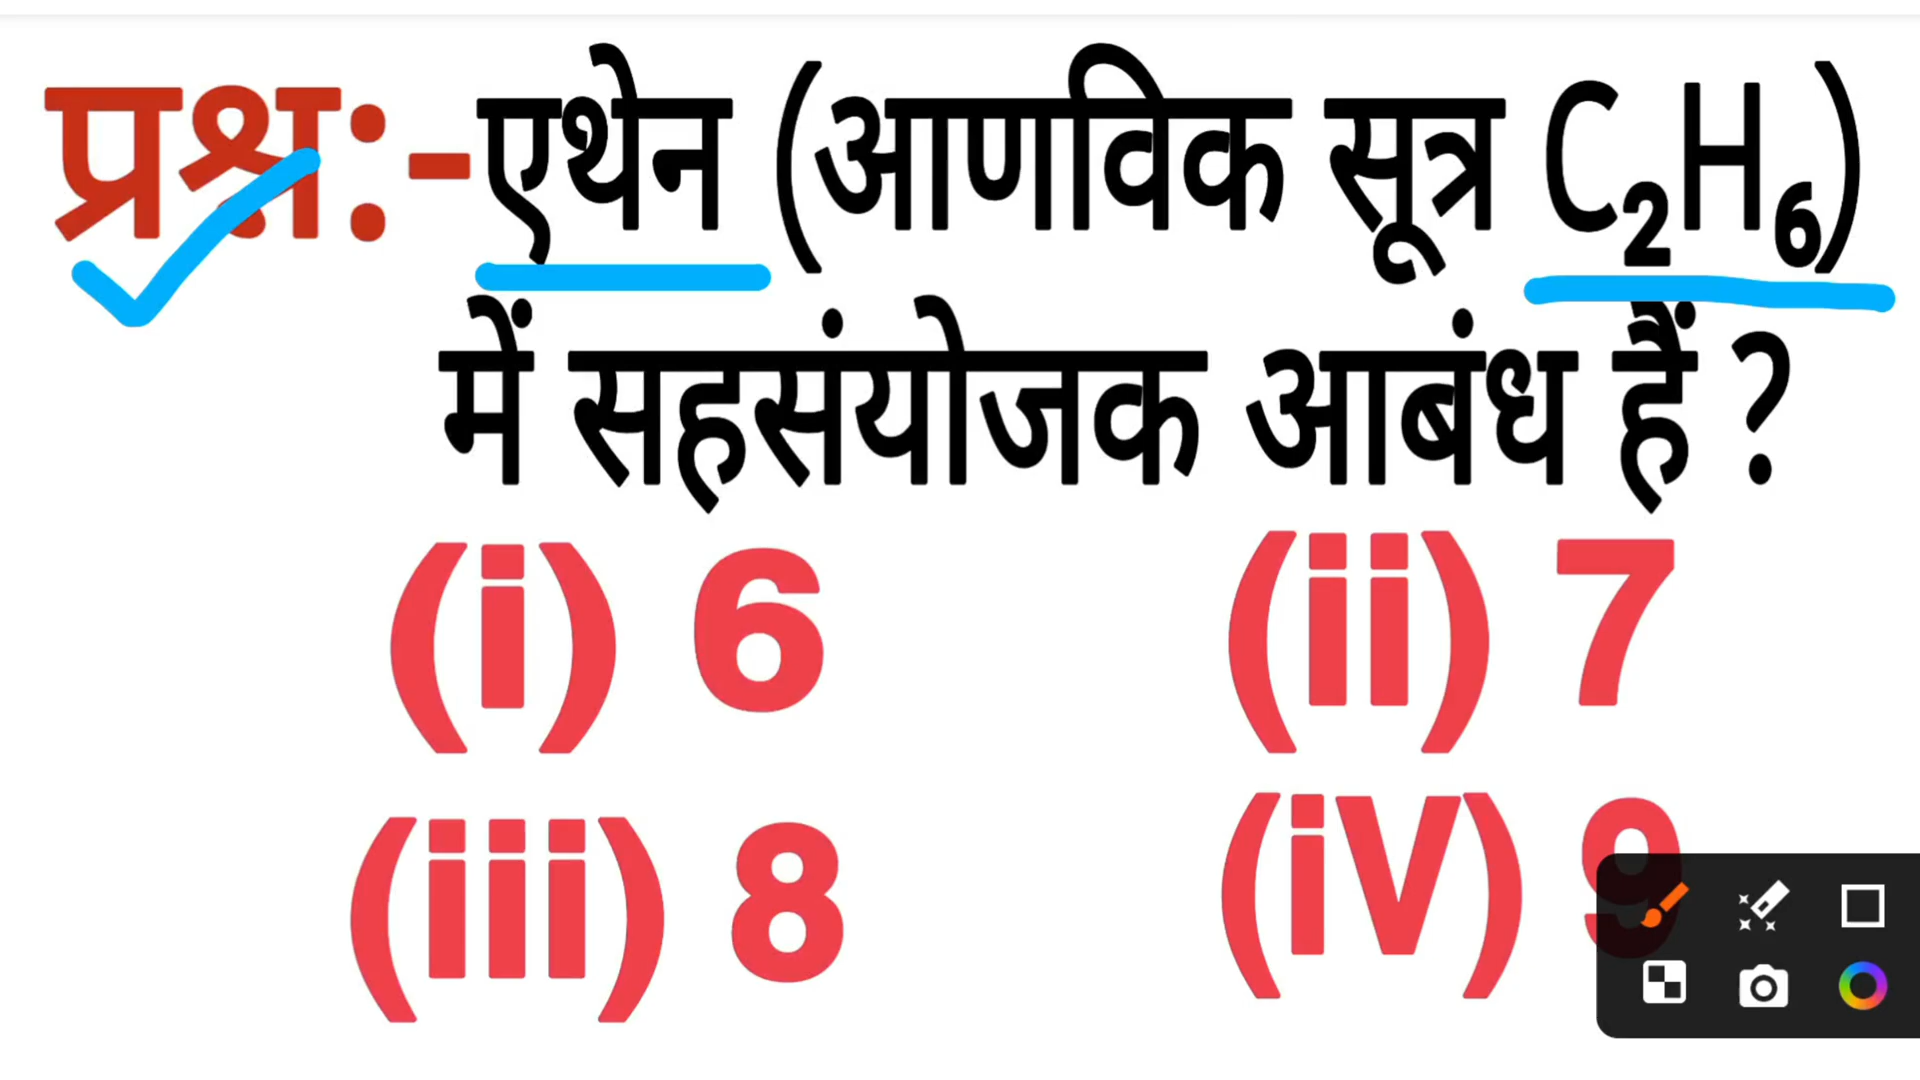 प्रश्न:-एथेन (आणविक सूत्र C₂H₆)
में सहसंयोजक आबंध हैं ?
(i) 6 (ii) 7
(iii) 8 (iV) 9